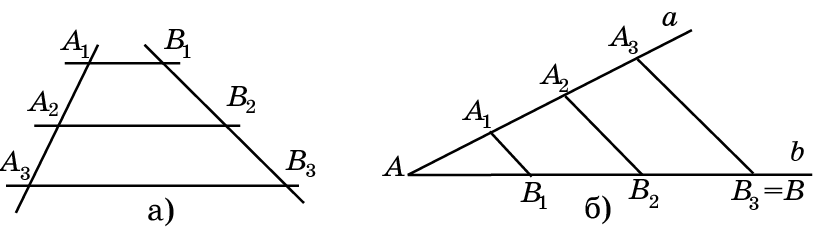 A₁ B₁
A₂ B₂
A₃ B₃
а)
a
A₃
A₂
A₁
A b
B₁ B₂ B₃=B
б)